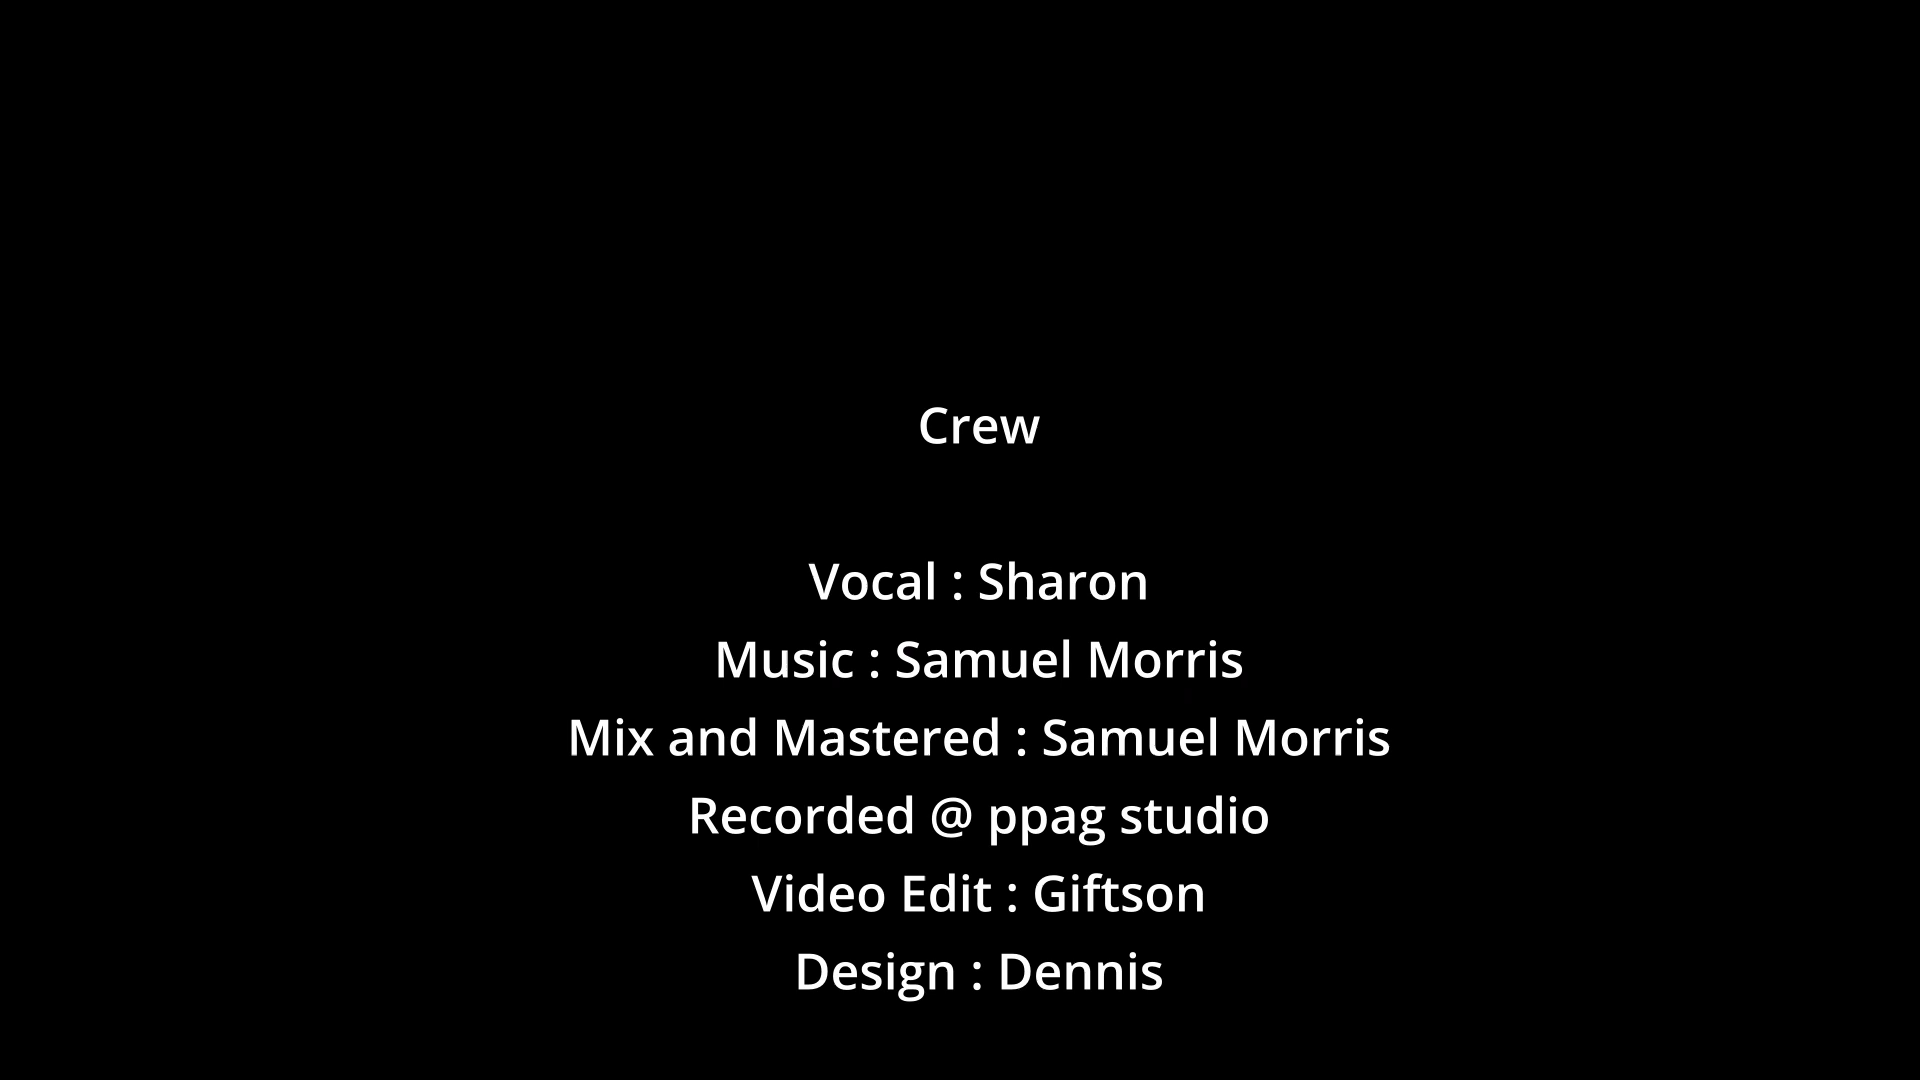 Crew
Vocal : Sharon
Music : Samuel Morris
Mix and Mastered : Samuel Morris
Recorded @ ppag studio
Video Edit : Giftson
Design : Dennis